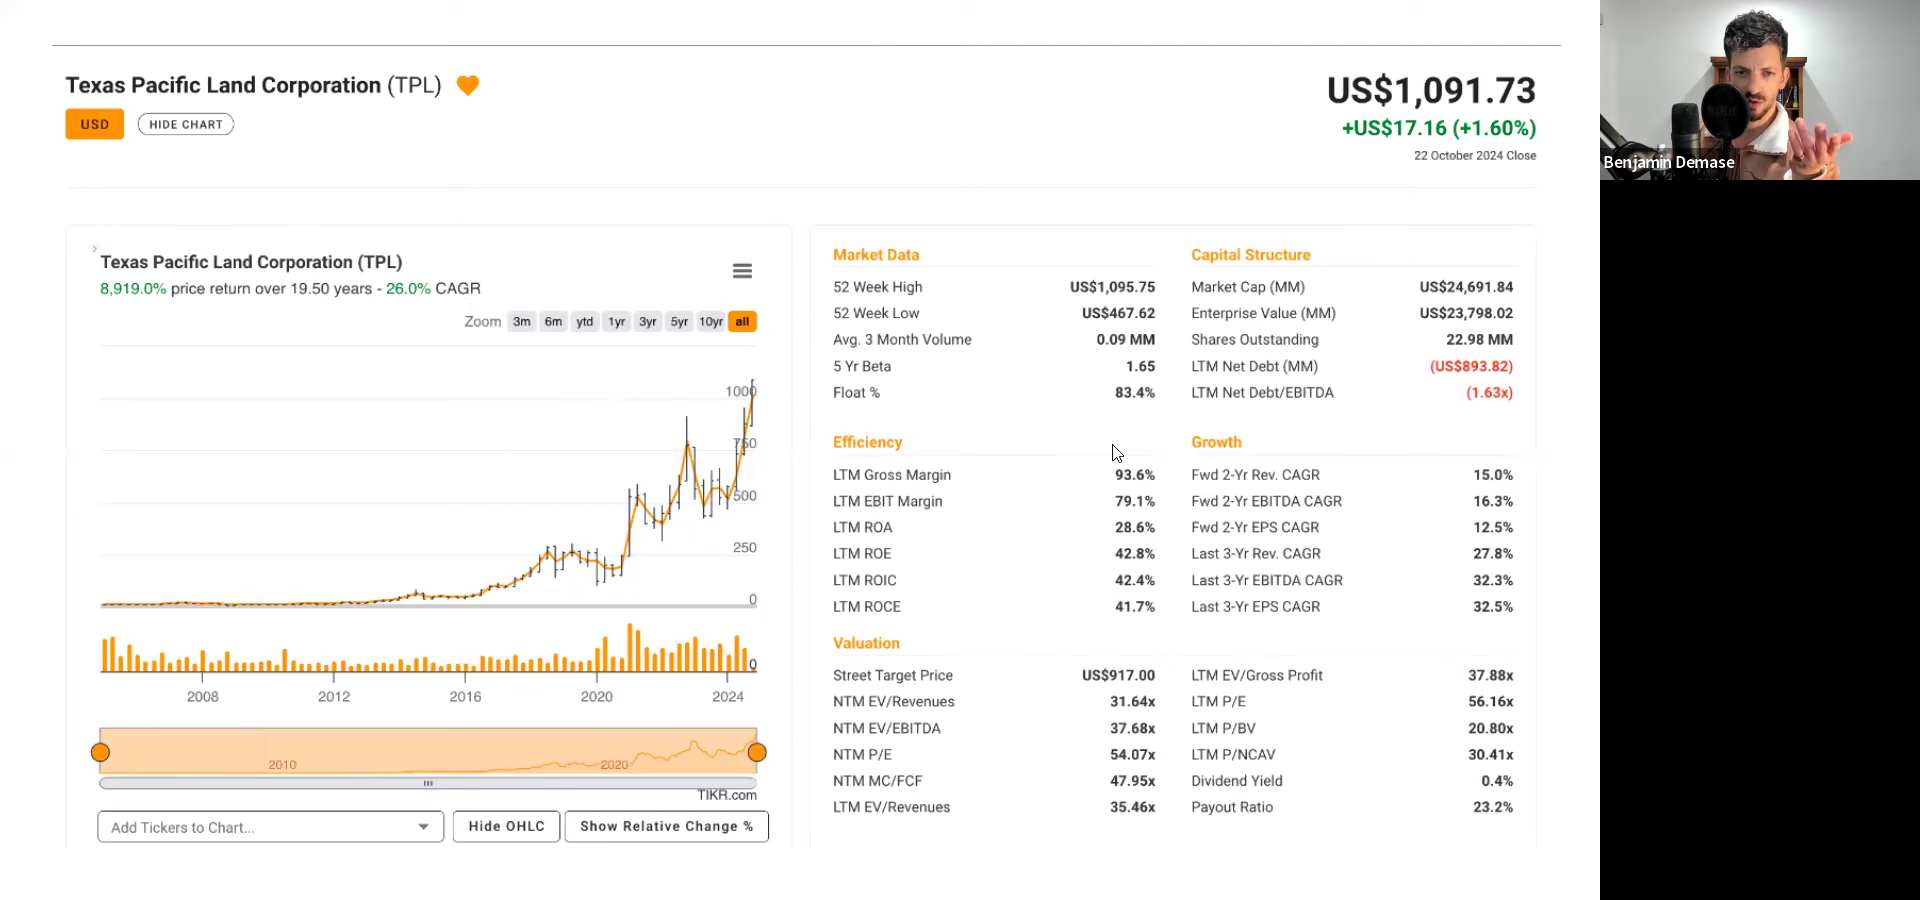 Texas Pacific Land Corporation (TPL)
USD
HIDE CHART
US$1,091.73
+US$17.16 (+1.60%)
22 October 2024 Close
Benjamin Demase
Texas Pacific Land Corporation (TPL)
8,919.0% price return over 19.50 years - 26.0% CAGR
Zoom 3m 6m ytd 1yr 3yr 5yr 10yr all
1000
750
500
250
0
0
2008 2012 2016 2020 2024
2010 2020
TIKR.com
Add Tickers to Chart...
Hide OHLC
Show Relative Change %
Market Data
52 Week High US$1,095.75
52 Week Low US$467.62
Avg. 3 Month Volume 0.09 MM
5 Yr Beta 1.65
Float % 83.4%
Capital Structure
Market Cap (MM) US$24,691.84
Enterprise Value (MM) US$23,798.02
Shares Outstanding 22.98 MM
LTM Net Debt (MM) (US$893.82)
LTM Net Debt/EBITDA (1.63x)
Efficiency
LTM Gross Margin 93.6%
LTM EBIT Margin 79.1%
LTM ROA 28.6%
LTM ROE 42.8%
LTM ROIC 42.4%
LTM ROCE 41.7%
Growth
Fwd 2-Yr Rev. CAGR 15.0%
Fwd 2-Yr EBITDA CAGR 16.3%
Fwd 2-Yr EPS CAGR 12.5%
Last 3-Yr Rev. CAGR 27.8%
Last 3-Yr EBITDA CAGR 32.3%
Last 3-Yr EPS CAGR 32.5%
Valuation
Street Target Price US$917.00
NTM EV/Revenues 31.64x
NTM EV/EBITDA 37.68x
NTM P/E 54.07x
NTM MC/FCF 47.95x
LTM EV/Revenues 35.46x
LTM EV/Gross Profit 37.88x
LTM P/E 56.16x
LTM P/BV 20.80x
LTM P/NCAV 30.41x
Dividend Yield 0.4%
Payout Ratio 23.2%